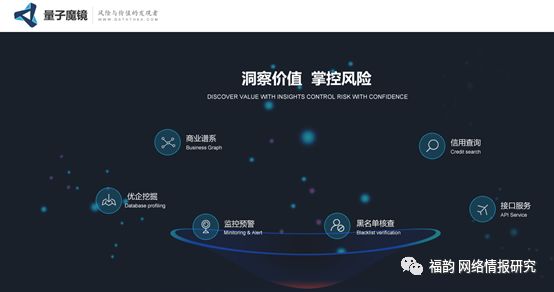 量子魔镜
风险与价值的发现者
WWW.DATATHEX.COM
洞察价值 掌控风险
DISCOVER VALUE WITH INSIGHTS CONTROL RISK WITH CONFIDENCE
商业谱系
Business Graph
信用查询
Credit search
优企挖掘
Database profiling
接口服务
API Service
监控预警
Minitoring & Alert
黑名单核查
Blacklist verification
福韵 网络情报研究